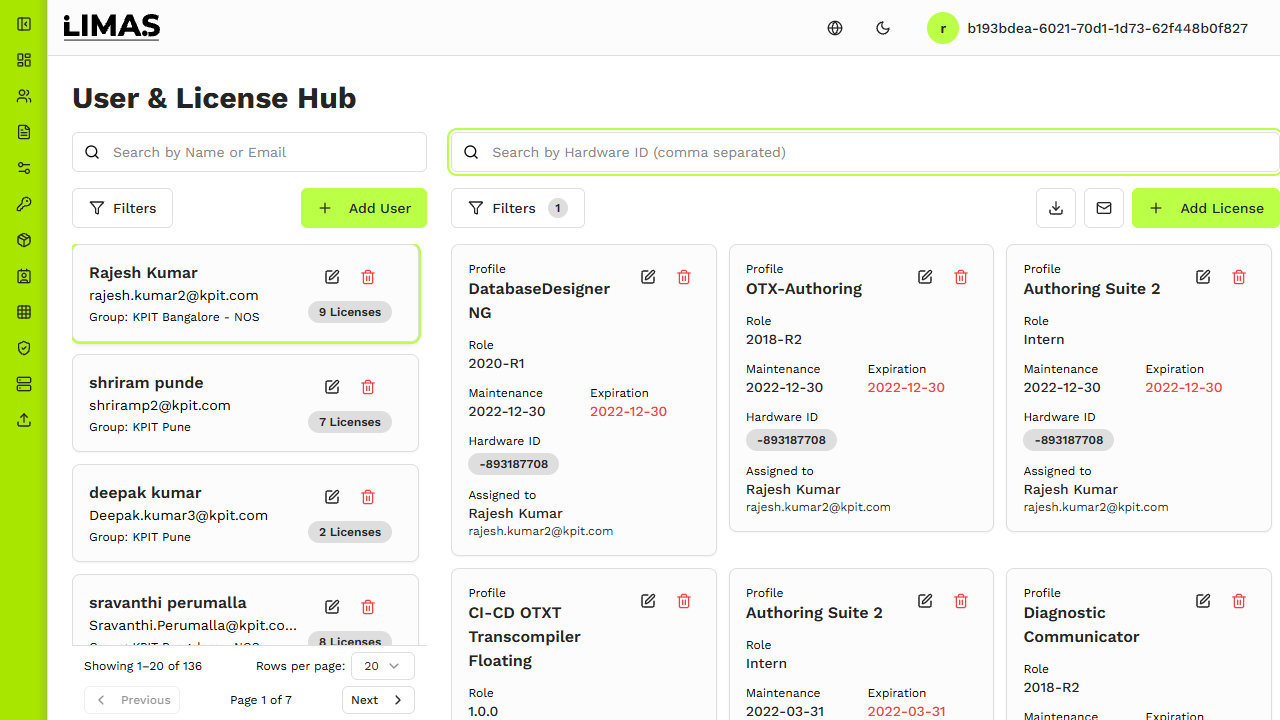 LIMAS
r
b193bdea-6021-70d1-1d73-62f448b0f827
User & License Hub
Search by Name or Email
Search by Hardware ID (comma separated)
Filters
Add User
Filters
1
Add License
Rajesh Kumar
rajesh.kumar2@kpit.com
Group: KPIT Bangalore - NOS
9 Licenses
shriram punde
shriramp2@kpit.com
Group: KPIT Pune
7 Licenses
deepak kumar
Deepak.kumar3@kpit.com
Group: KPIT Pune
2 Licenses
sravanthi perumalla
Sravanthi.Perumalla@kpit.co...
8 Licenses
Showing 1–20 of 136
Rows per page:
20
Previous
Page 1 of 7
Next
Profile
DatabaseDesigner
NG
Role
2020-R1
Maintenance
Expiration
2022-12-30
2022-12-30
Hardware ID
-893187708
Assigned to
Rajesh Kumar
rajesh.kumar2@kpit.com
Profile
OTX-Authoring
Role
2018-R2
Maintenance
Expiration
2022-12-30
2022-12-30
Hardware ID
-893187708
Assigned to
Rajesh Kumar
rajesh.kumar2@kpit.com
Profile
Authoring Suite 2
Role
Intern
Maintenance
Expiration
2022-12-30
2022-12-30
Hardware ID
-893187708
Assigned to
Rajesh Kumar
rajesh.kumar2@kpit.com
Profile
CI-CD OTXT
Transcompiler
Floating
Role
1.0.0
Profile
Authoring Suite 2
Role
Intern
Maintenance
Expiration
2022-03-31
2022-03-31
Profile
Diagnostic
Communicator
Role
2018-R2
Maintenance
Expiration